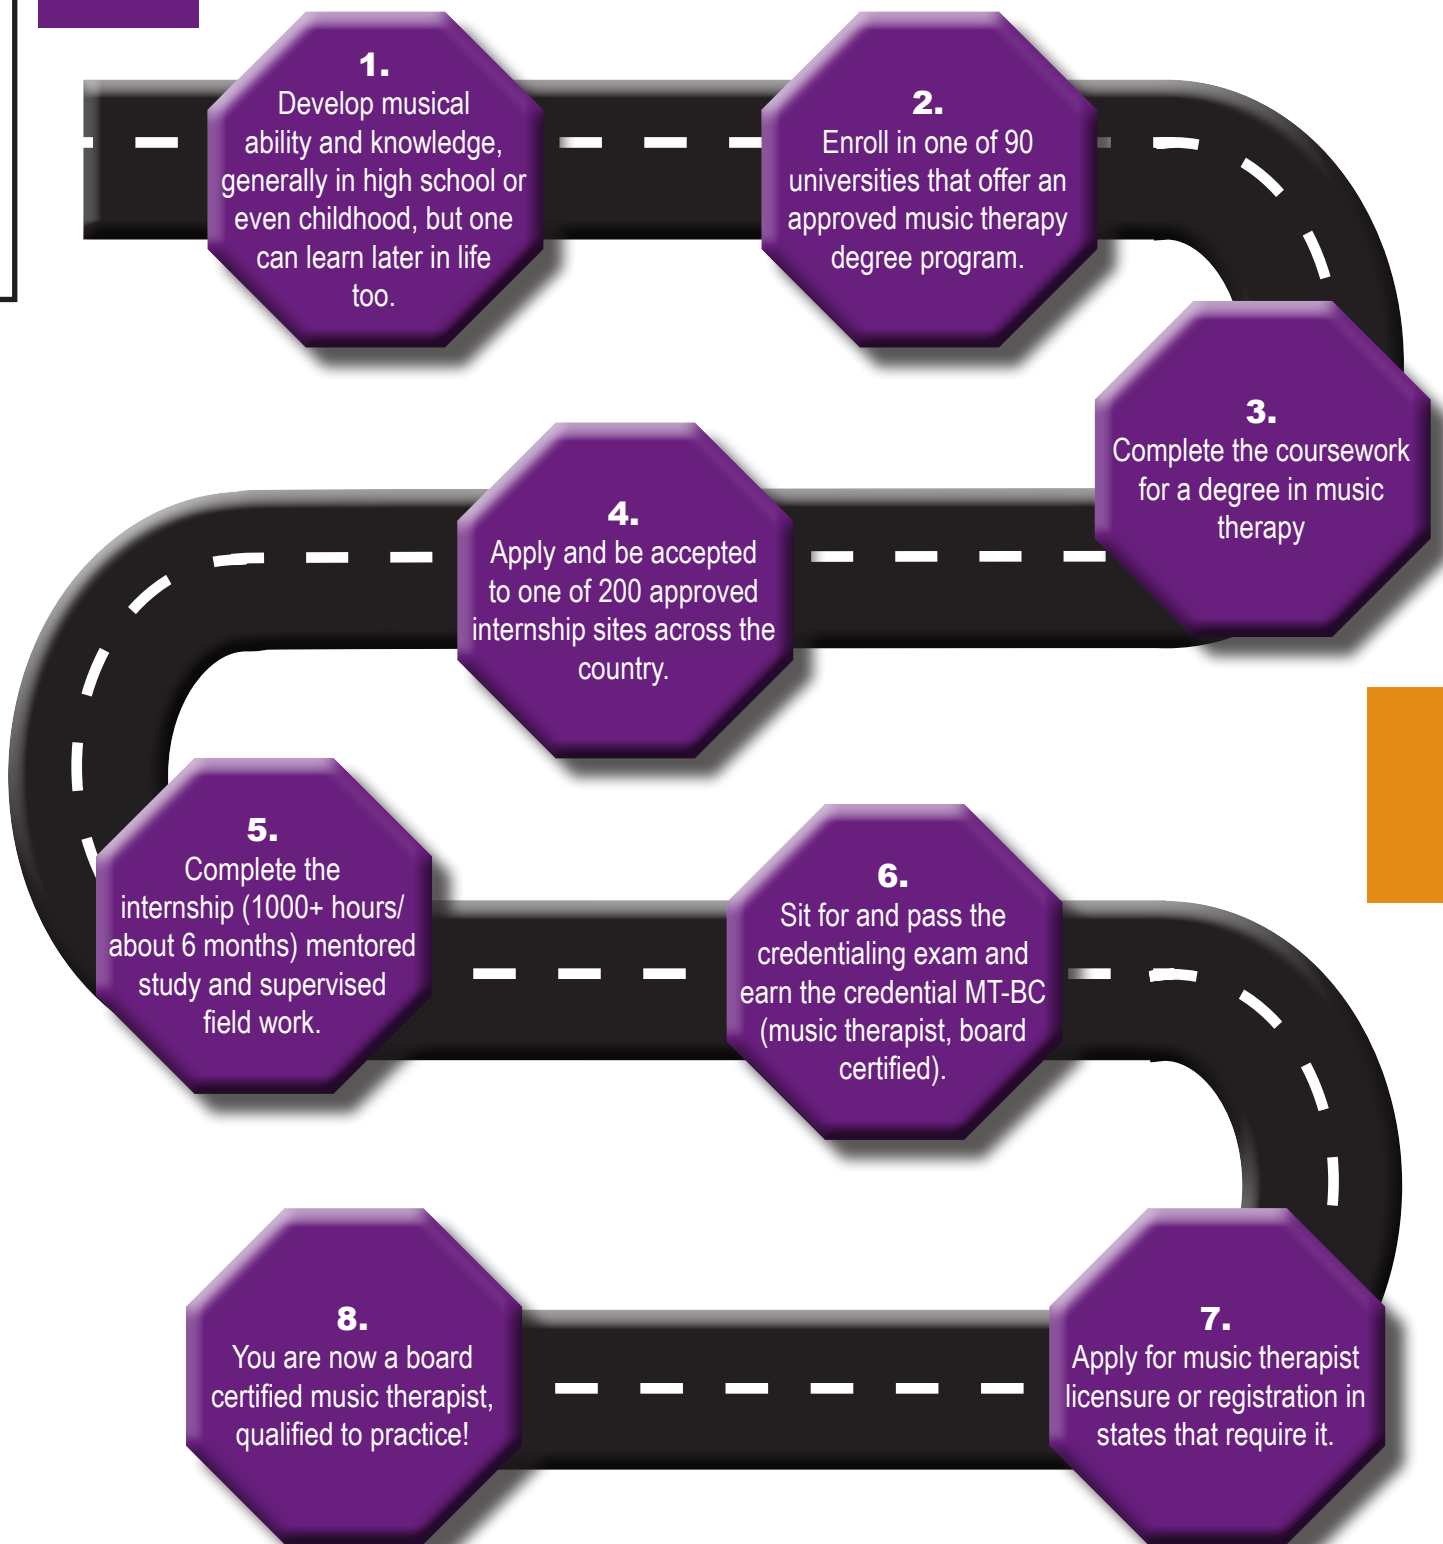 1.
Develop musical
ability and knowledge,
generally in high school or
even childhood, but one
can learn later in life
too.
2.
Enroll in one of 90
universities that offer an
approved music therapy
degree program.
3.
Complete the coursework
for a degree in music
therapy
4.
Apply and be accepted
to one of 200 approved
internship sites across the
country.
5.
Complete the
internship (1000+ hours/
about 6 months) mentored
study and supervised
field work.
6.
Sit for and pass the
credentialing exam and
earn the credential MT-BC
(music therapist, board
certified).
7.
Apply for music therapist
licensure or registration in
states that require it.
8.
You are now a board
certified music therapist,
qualified to practice!